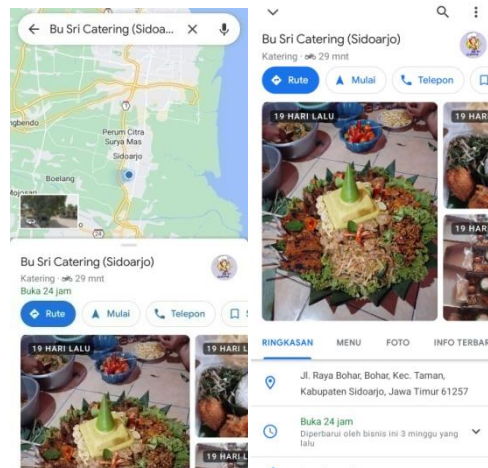 Bu Sri Catering (Sidoa...
Perum Citra
Surya Mas
Sidoarjo
Boelang
Bu Sri Catering (Sidoarjo)
Katering · 29 mnt
Buka 24 jam
Rute
Mulai
Telepon
19 HARI LALU
19 HARI L
19 HARI L
Bu Sri Catering (Sidoarjo)
Katering · 29 mnt
Rute
Mulai
Telepon
19 HARI LALU
19 HAR
19 HAR
RINGKASAN
MENU
FOTO
INFO TERBAR
Jl. Raya Bohar, Bohar, Kec. Taman,
Kabupaten Sidoarjo, Jawa Timur 61257
Buka 24 jam
Diperbarui oleh bisnis ini 3 minggu yang
lalu